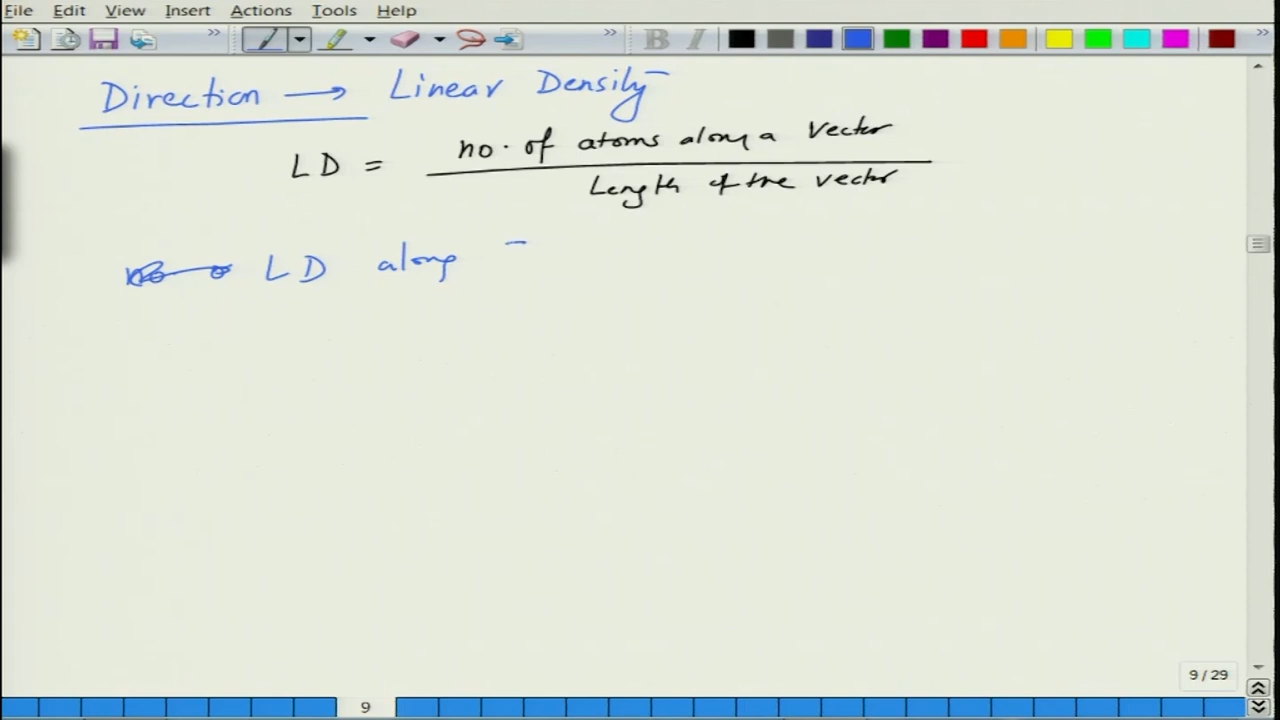 File Edit View Insert Actions Tools Help
B I
Direction → Linear Density
LD = no. of atoms along a vector
Length of the vector
LD along
9 / 29
9